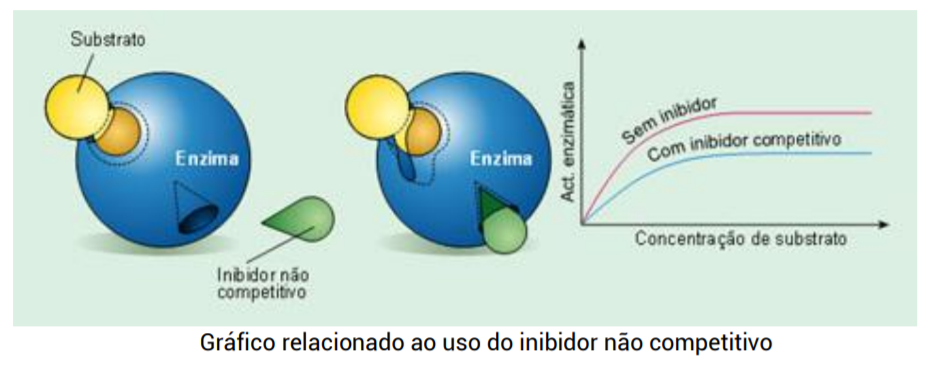 Substrato
Enzima
Inibidor não
competitivo
Enzima
Act. enzimática
Sem inibidor
Com inibidor competitivo
Concentração de substrato
Gráfico relacionado ao uso do inibidor não competitivo